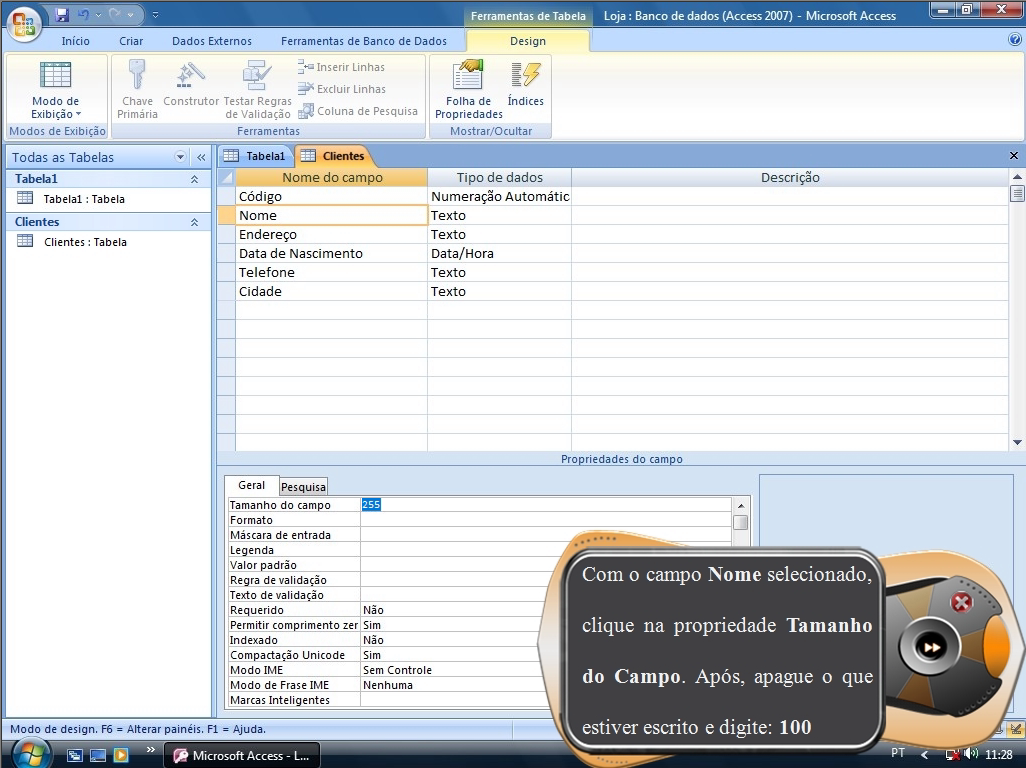 Ferramentas de Tabela
Loja : Banco de dados (Access 2007) - Microsoft Access
Início
Criar
Dados Externos
Ferramentas de Banco de Dados
Design
Modo de
Exibição
Chave
Primária
Construtor
Testar Regras
de Validação
Inserir Linhas
Excluir Linhas
Coluna de Pesquisa
Folha de
Propriedades
Índices
Modos de Exibição
Ferramentas
Mostrar/Ocultar
Todas as Tabelas
Tabela1
Tabela1 : Tabela
Clientes
Clientes : Tabela
Tabela1
Clientes
Nome do campo
Tipo de dados
Descrição
Código
Numeração Automátic
Nome
Texto
Endereço
Texto
Data de Nascimento
Data/Hora
Telefone
Texto
Cidade
Texto
Propriedades do campo
Geral
Pesquisa
Tamanho do campo
255
Formato
Máscara de entrada
Legenda
Valor padrão
Regra de validação
Texto de validação
Requerido
Não
Permitir comprimento zer
Sim
Indexado
Não
Compactação Unicode
Sim
Modo IME
Sem Controle
Modo de Frase IME
Nenhuma
Marcas Inteligentes
Com o campo Nome selecionado,
clique na propriedade Tamanho
do Campo. Após, apague o que
estiver escrito e digite: 100
Modo de design. F6 = Alterar painéis. F1 = Ajuda.
Microsoft Access - L...
PT
11:28